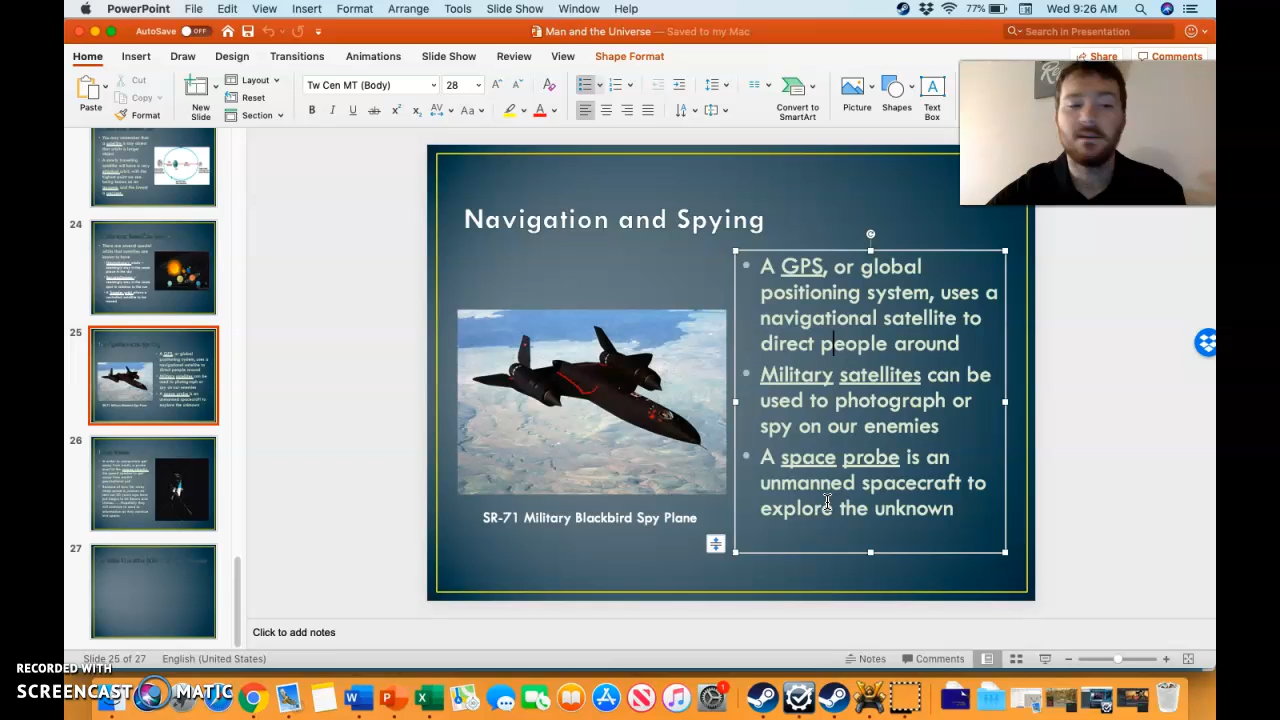 PowerPoint File Edit View Insert Format Arrange Tools Slide Show Window Help 77% Wed 9:26 AM
AutoSave OFF Man and the Universe — Saved to my Mac Search in Presentation
Home Insert Draw Design Transitions Animations Slide Show Review View Shape Format Share Comments
Paste Cut Copy Format New Slide Layout Reset Section Tw Cen MT (Body) 28 Convert to SmartArt Picture Shapes Text Box
B I U ab x² x₂ AV Aa A
Navigation and Spying
• A GPS, or global
positioning system, uses a
navigational satellite to
direct people around
• Military satellites can be
used to photograph or
spy on our enemies
• A space probe is an
unmanned spacecraft to
explore the unknown
SR-71 Military Blackbird Spy Plane
24
25
26
27
Click to add notes
Slide 25 of 27 English (United States) Notes Comments
RECORDED WITH
SCREENCAST MATIC